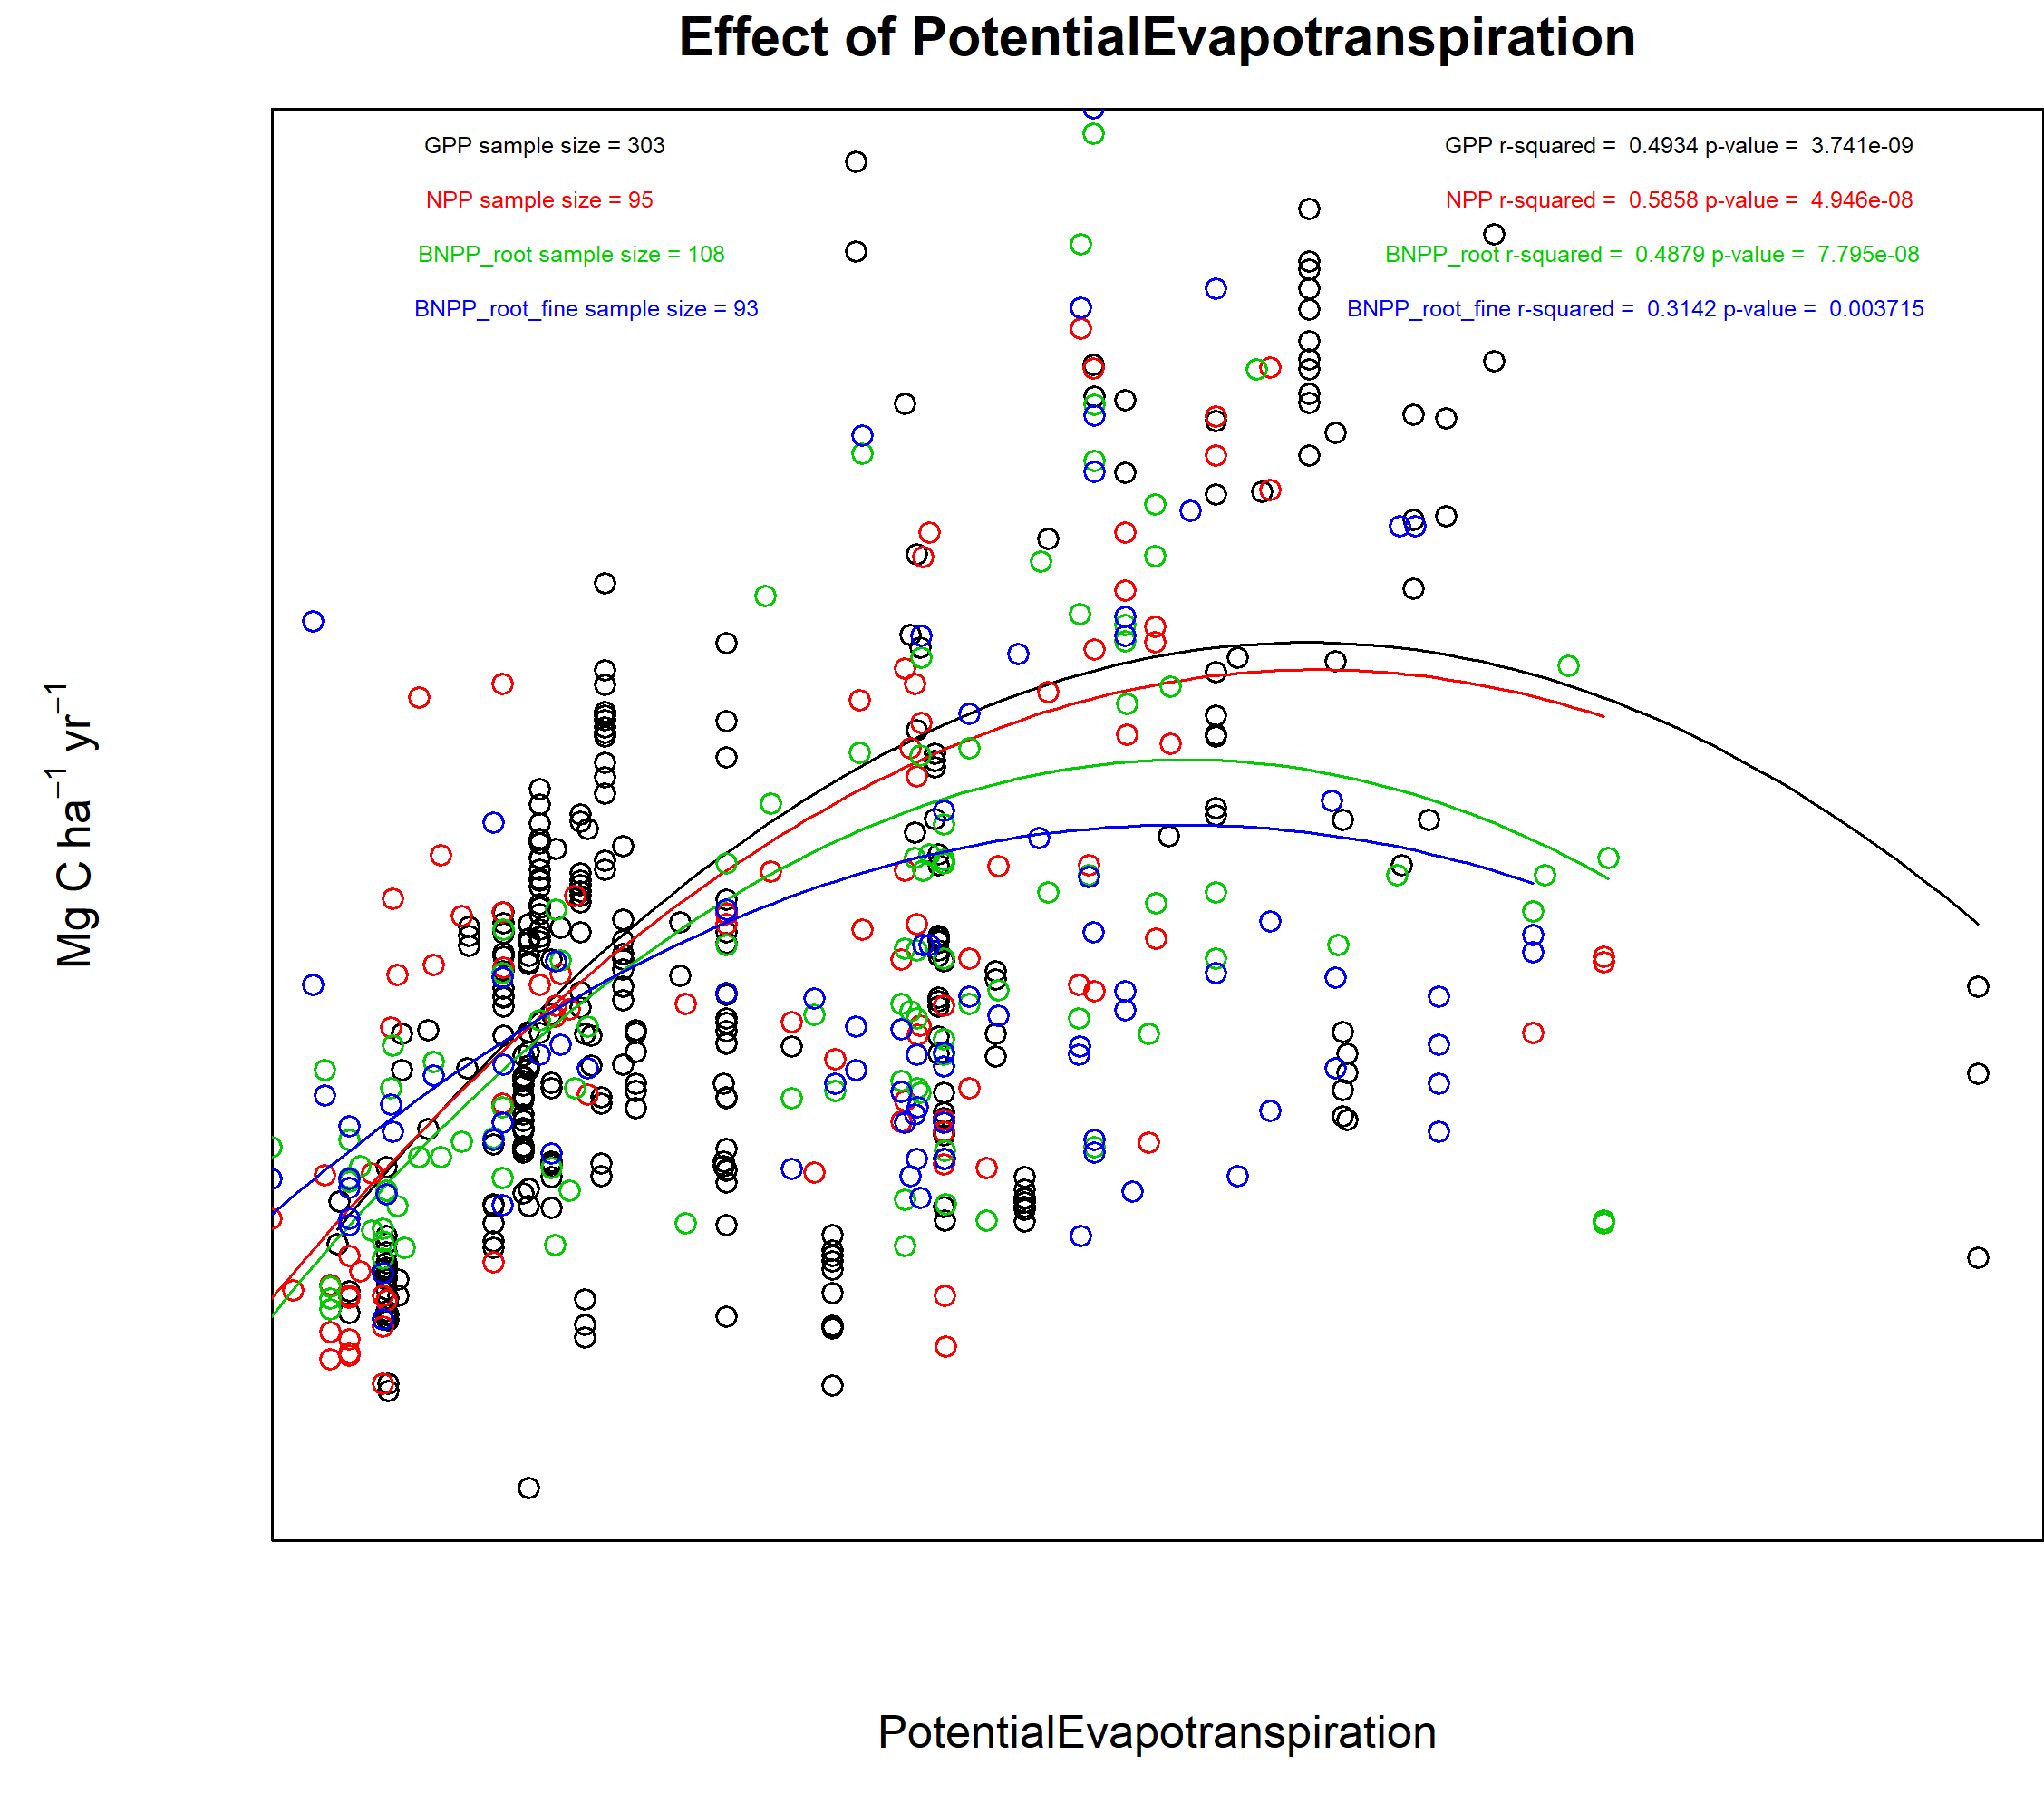 Effect of PotentialEvapotranspiration
GPP sample size = 303
NPP sample size = 95
BNPP_root sample size = 108
BNPP_root_fine sample size = 93
GPP r-squared = 0.4934 p-value = 3.741e-09
NPP r-squared = 0.5858 p-value = 4.946e-08
BNPP_root r-squared = 0.4879 p-value = 7.795e-08
BNPP_root_fine r-squared = 0.3142 p-value = 0.003715
Mg C ha⁻¹ yr⁻¹
PotentialEvapotranspiration